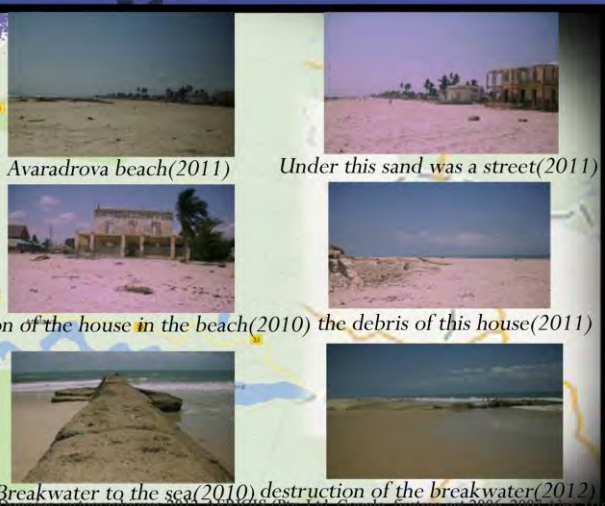 Avaradrova beach(2011)
Under this sand was a street(2011)
on of the house in the beach(2010)
the debris of this house(2011)
Breakwater to the sea(2010)
destruction of the breakwater(2012)